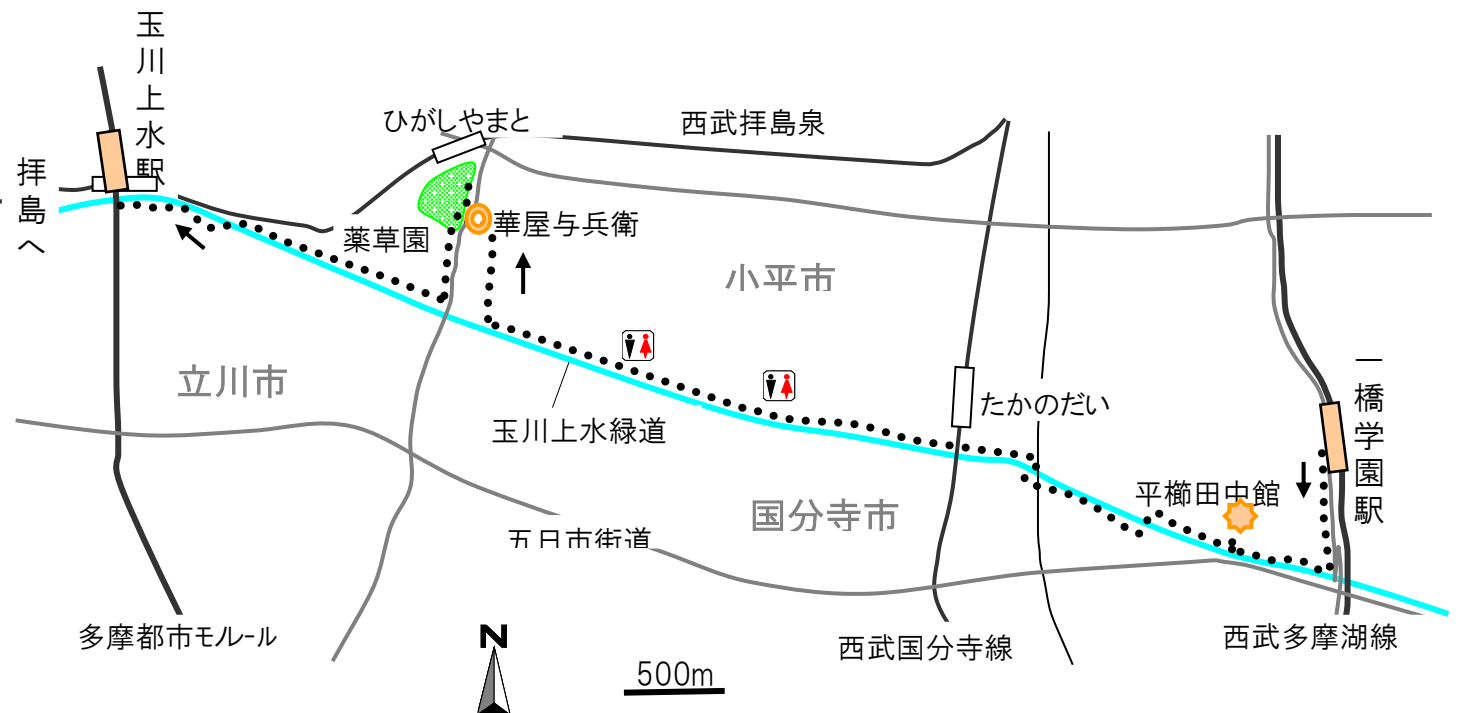 玉川上水駅
ひがしやまと
西武拝島泉
拝島へ
薬草園
華屋与兵衛
小平市
立川市
一橋学園駅
たかのだい
玉川上水緑道
平櫛田中館
国分寺市
五日市街道
多摩都市モルール
西武国分寺線
西武多摩湖線
N
500m